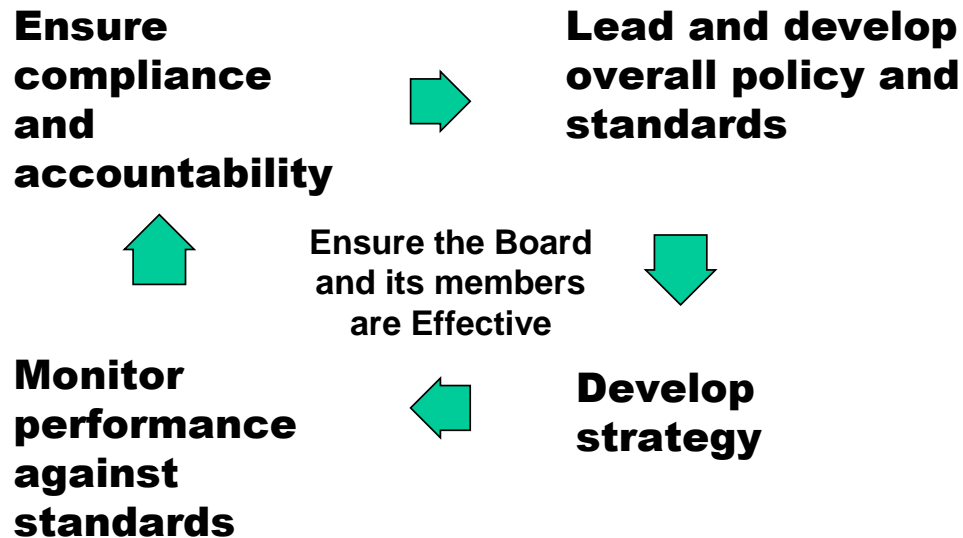 Ensure
compliance
and
accountability
Lead and develop
overall policy and
standards
Ensure the Board
and its members
are Effective
Monitor
performance
against
standards
Develop
strategy